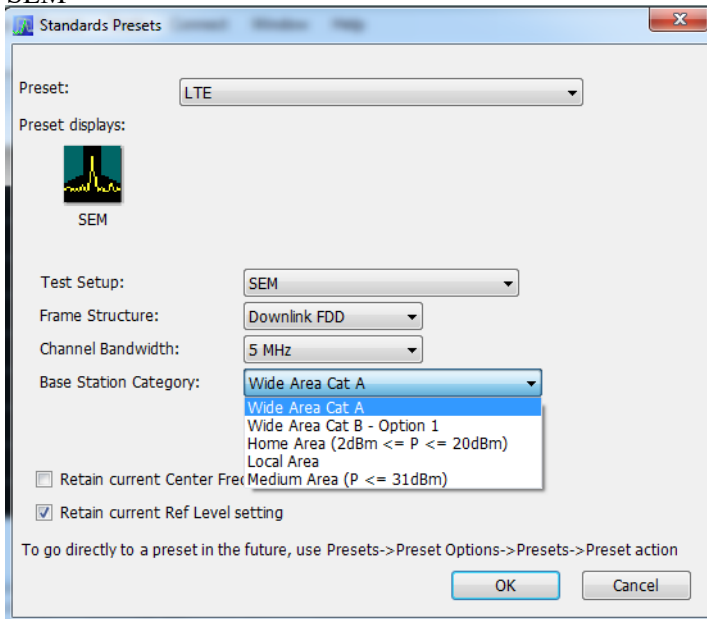 SEM
Standards Presets
Preset: LTE
Preset displays:
SEM
Test Setup: SEM
Frame Structure: Downlink FDD
Channel Bandwidth: 5 MHz
Base Station Category: Wide Area Cat A
Wide Area Cat A
Wide Area Cat B - Option 1
Home Area (2dBm <= P <= 20dBm)
Local Area
Medium Area (P <= 31dBm)
Retain current Center Fre
Retain current Ref Level setting
To go directly to a preset in the future, use Presets->Preset Options->Presets->Preset action
OK Cancel